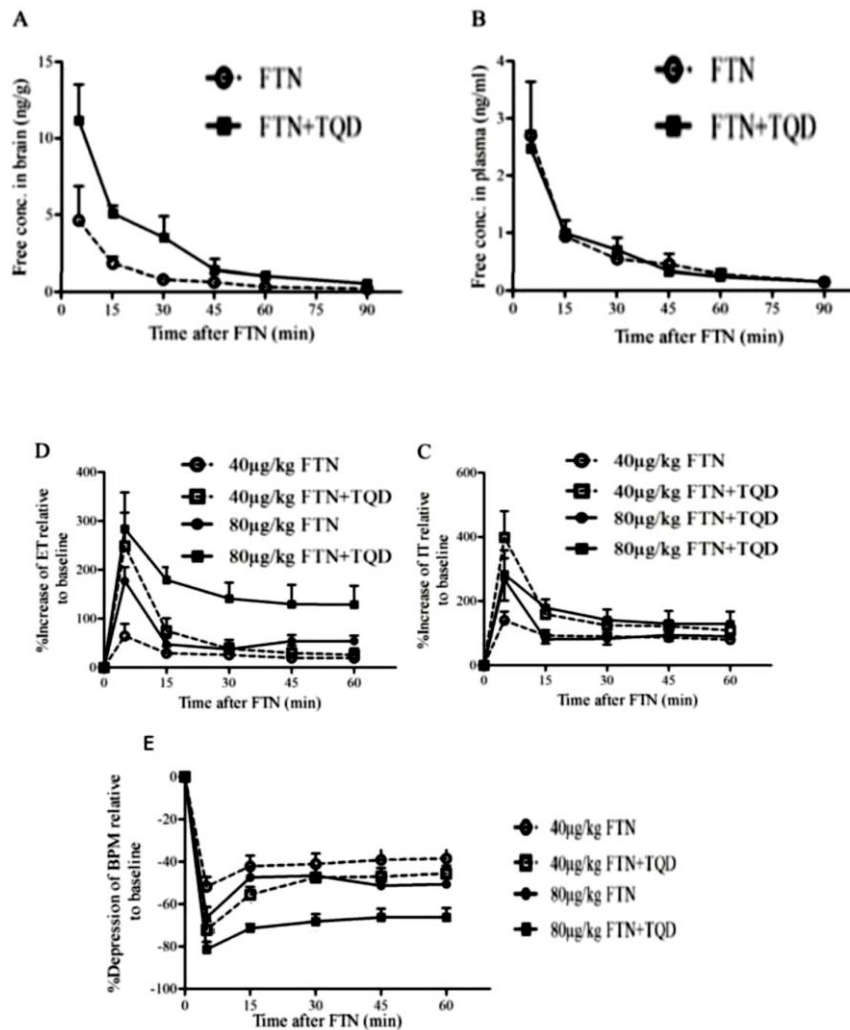 A
15
10
5
0
Free conc. in brain (ng/g)
FTN
FTN+TQD
0 15 30 45 60 75 90
Time after FTN (min)
B
4
3
2
1
0
Free conc. in plasma (ng/ml)
FTN
FTN+TQD
0 15 30 45 60 75 90
Time after FTN (min)
D
400
300
200
100
0
%Increase of ET relative
to baseline
40μg/kg FTN
40μg/kg FTN+TQD
80μg/kg FTN
80μg/kg FTN+TQD
0 15 30 45 60
Time after FTN (min)
C
600
400
200
0
%Increase of IT relative
to baseline
40μg/kg FTN
40μg/kg FTN+TQD
80μg/kg FTN+TQD
80μg/kg FTN+TQD
0 15 30 45 60
Time after FTN (min)
E
0
-20
-40
-60
-80
-100
%Depression of BPM relative
to baseline
40μg/kg FTN
40μg/kg FTN+TQD
80μg/kg FTN
80μg/kg FTN+TQD
0 15 30 45 60
Time after FTN (min)